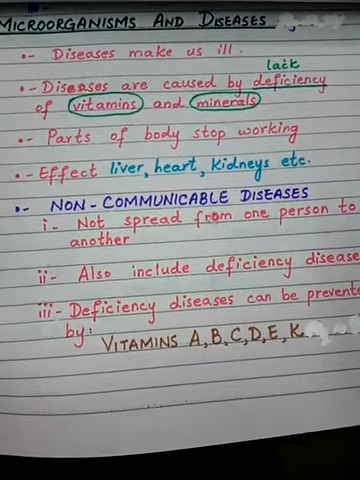 MICROORGANISMS AND DISEASES
•- Diseases make us ill.
lack
•- Diseases are caused by deficiency
of vitamins and minerals
•- Parts of body stop working
•- Effect liver, heart, kidneys etc.
•- NON-COMMUNICABLE DISEASES
i- Not spread from one person to
another
ii- Also include deficiency disease
iii- Deficiency diseases can be prevente
by:
VITAMINS A, B, C, D, E, K